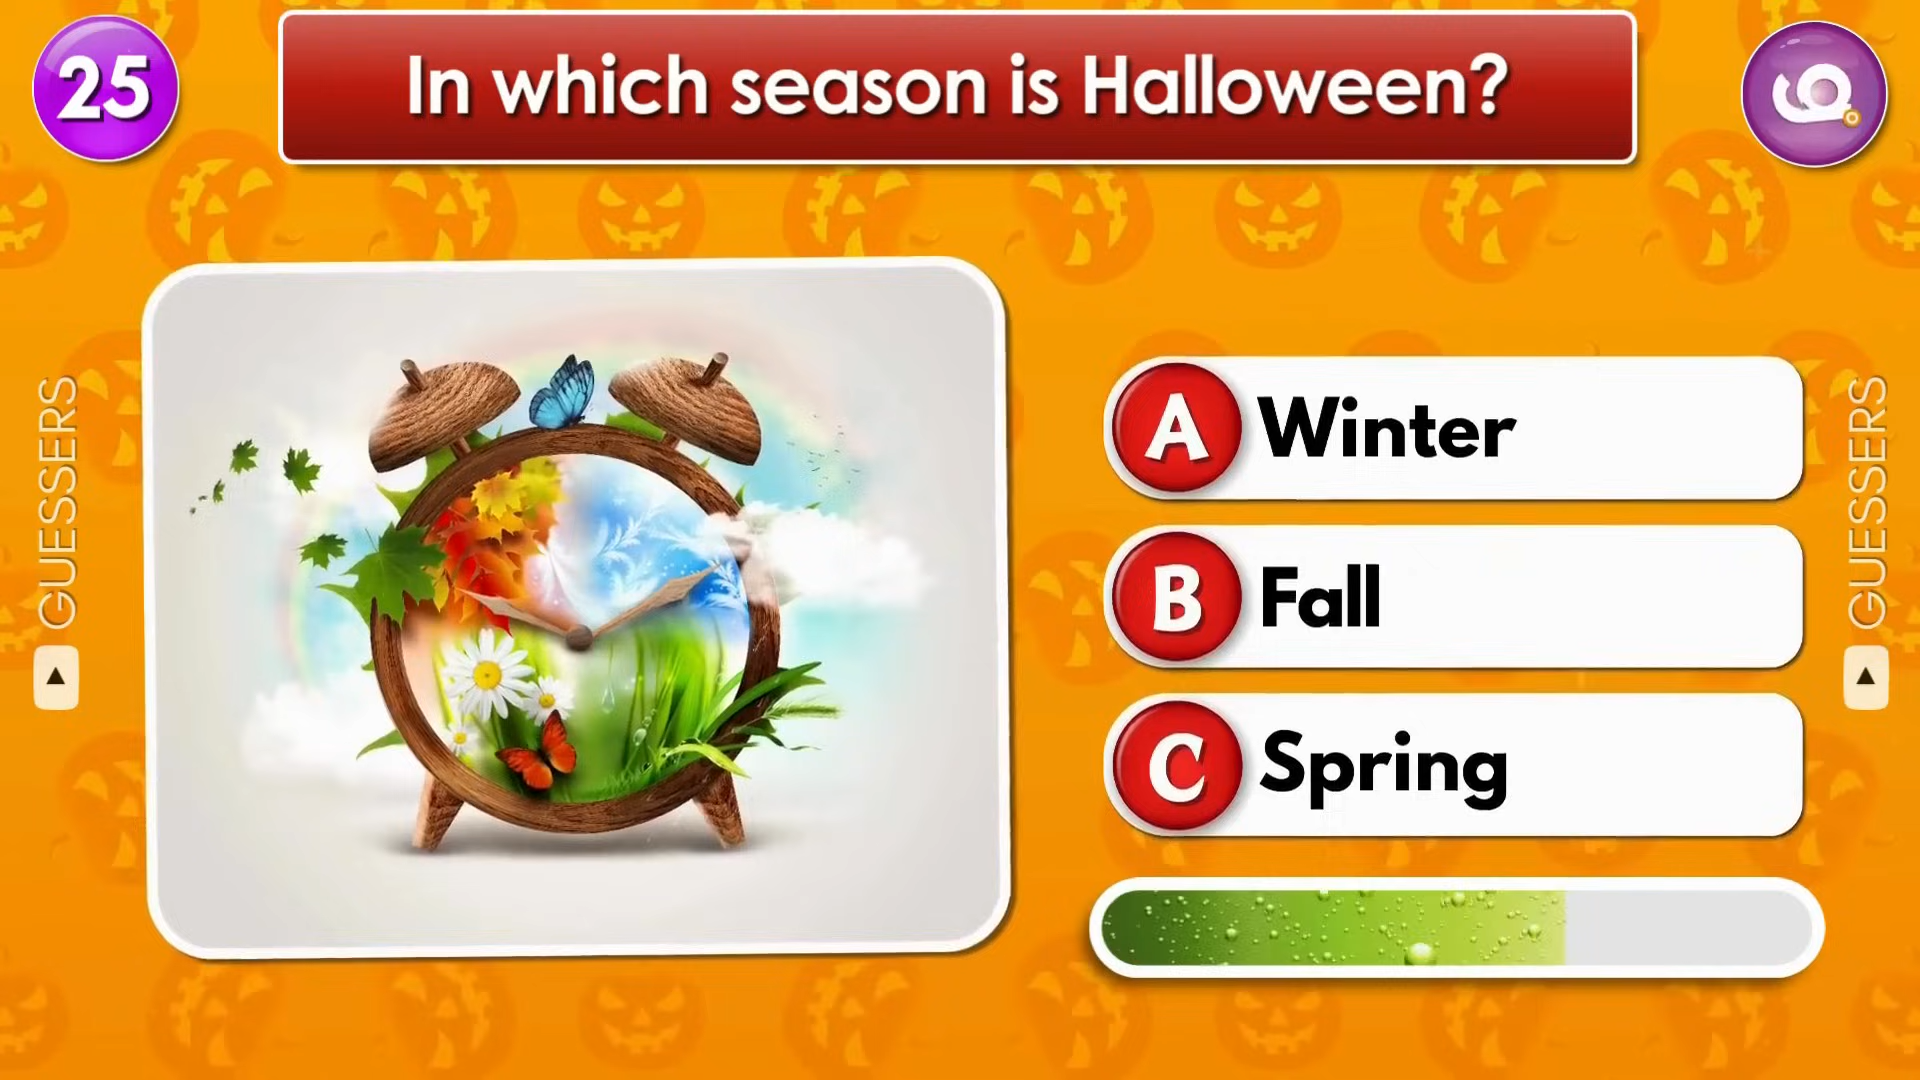 25
In which season is Halloween?
GUESSERS
A Winter
B Fall
C Spring
GUESSERS